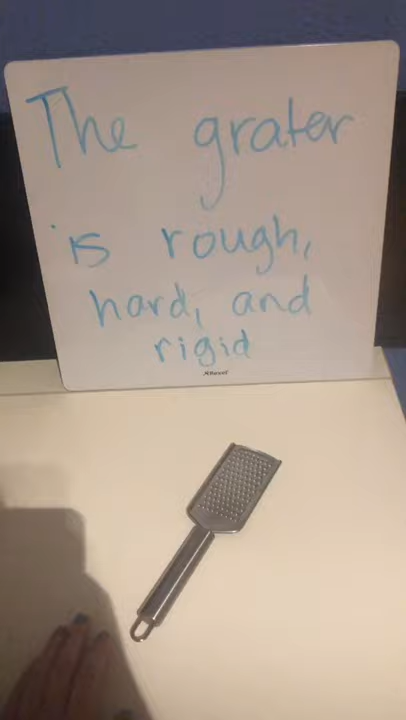 The grater
is rough,
hard, and
rigid